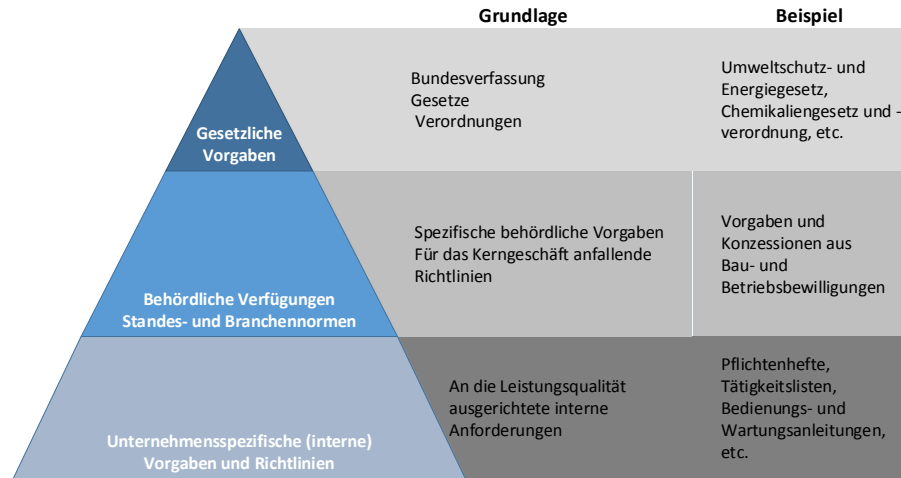 Grundlage
Beispiel
Gesetzliche
Vorgaben
Bundesverfassung
Gesetze
Verordnungen
Umweltschutz- und
Energiegesetz,
Chemikaliengesetz und -
verordnung, etc.
Behördliche Verfügungen
Standes- und Branchennormen
Spezifische behördliche Vorgaben
Für das Kerngeschäft anfallende
Richtlinien
Vorgaben und
Konzessionen aus
Bau- und
Betriebsbewilligungen
Unternehmensspezifische (interne)
Vorgaben und Richtlinien
An die Leistungsqualität
ausgerichtete interne
Anforderungen
Pflichtenhefte,
Tätigkeitslisten,
Bedienungs- und
Wartungsanleitungen,
etc.